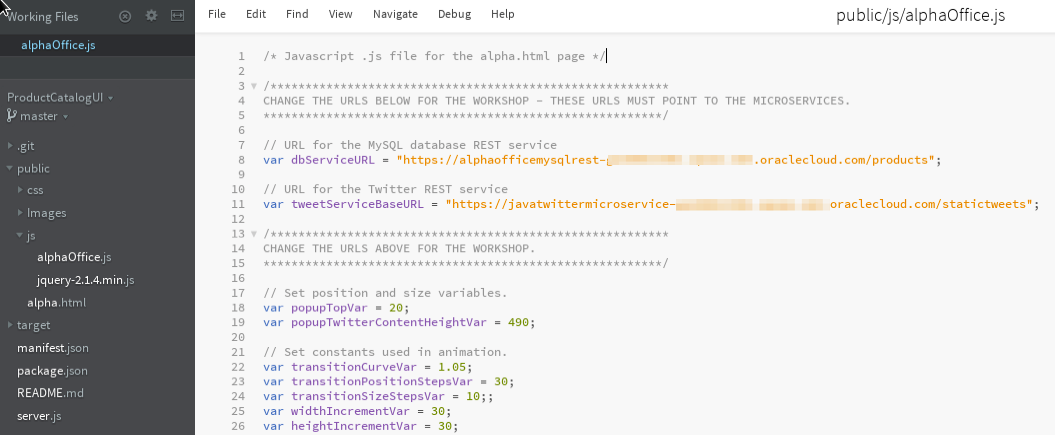 Working Files
alphaOffice.js
ProductCatalogUI
master
.git
public
css
Images
js
alphaOffice.js
jquery-2.1.4.min.js
alpha.html
target
manifest.json
package.json
README.md
server.js
File Edit Find View Navigate Debug Help
public/js/alphaOffice.js
1 /* Javascript .js file for the alpha.html page */
2
3 /*********************************************************
4 CHANGE THE URLS BELOW FOR THE WORKSHOP – THESE URLS MUST POINT TO THE MICROSERVICES.
5 *********************************************************/
6
7 // URL for the MySQL database REST service
8 var dbServiceURL = "https://alphaofficemysqlrest- .oraclecloud.com/products";
9
10 // URL for the Twitter REST service
11 var tweetServiceBaseURL = "https://javatwittermicroservice- oraclecloud.com/statictweets";
12
13 /*********************************************************
14 CHANGE THE URLS ABOVE FOR THE WORKSHOP.
15 *********************************************************/
16
17 // Set position and size variables.
18 var popupTopVar = 20;
19 var popupTwitterContentHeightVar = 490;
20
21 // Set constants used in animation.
22 var transitionCurveVar = 1.05;
23 var transitionPositionStepsVar = 30;
24 var transitionSizeStepsVar = 10;;
25 var widthIncrementVar = 30;
26 var heightIncrementVar = 30;